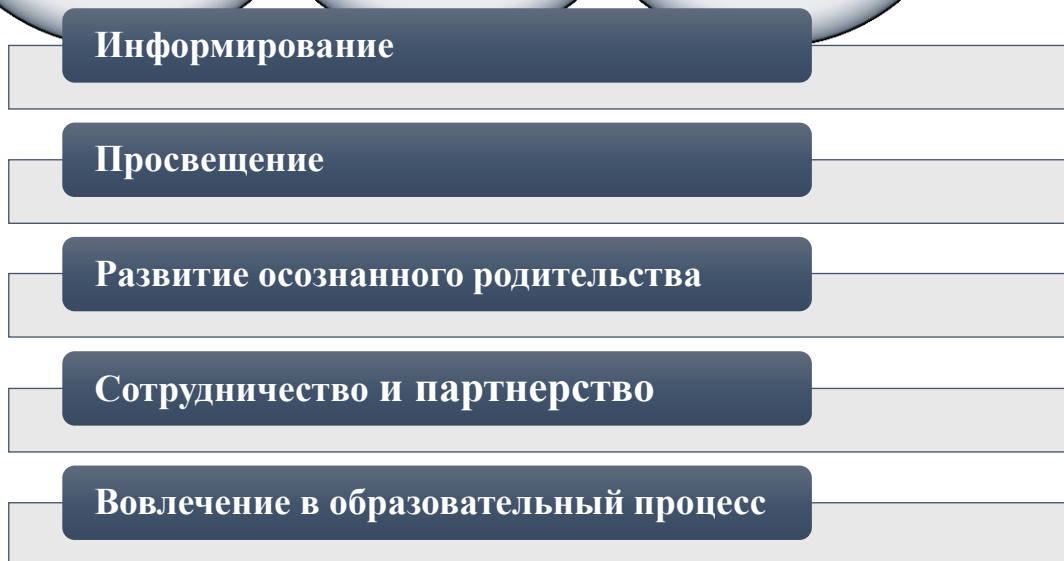 Информирование
Просвещение
Развитие осознанного родительства
Сотрудничество и партнерство
Вовлечение в образовательный процесс